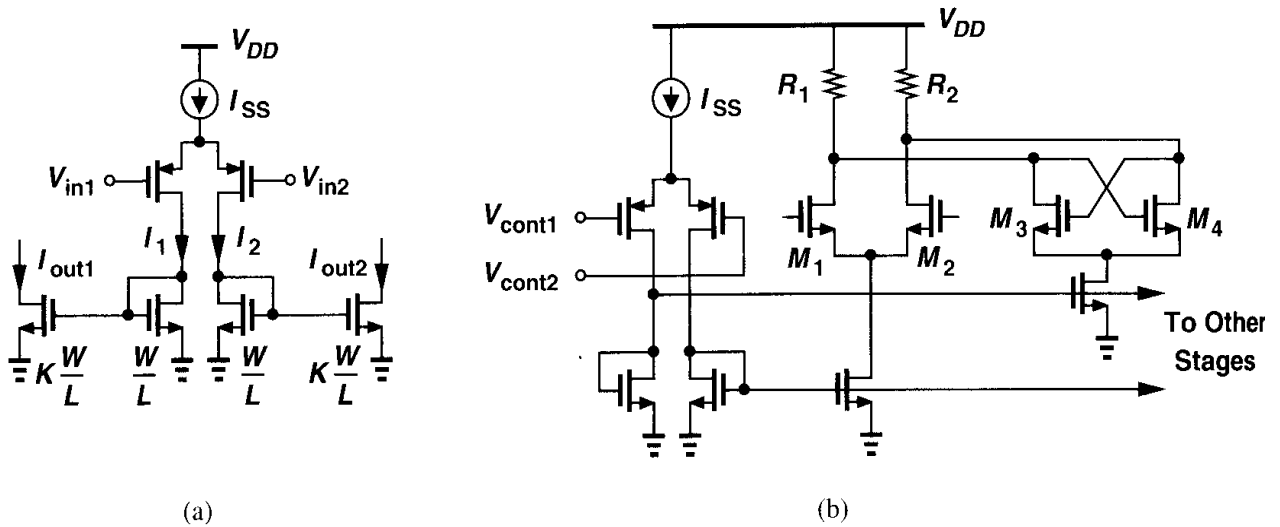 V_DD
I_SS
V_in1
V_in2
I_1
I_2
I_out1
I_out2
K W/L
W/L
W/L
K W/L
(a)
V_DD
R_1
R_2
I_SS
V_cont1
V_cont2
M_1
M_2
M_3
M_4
To Other
Stages
(b)